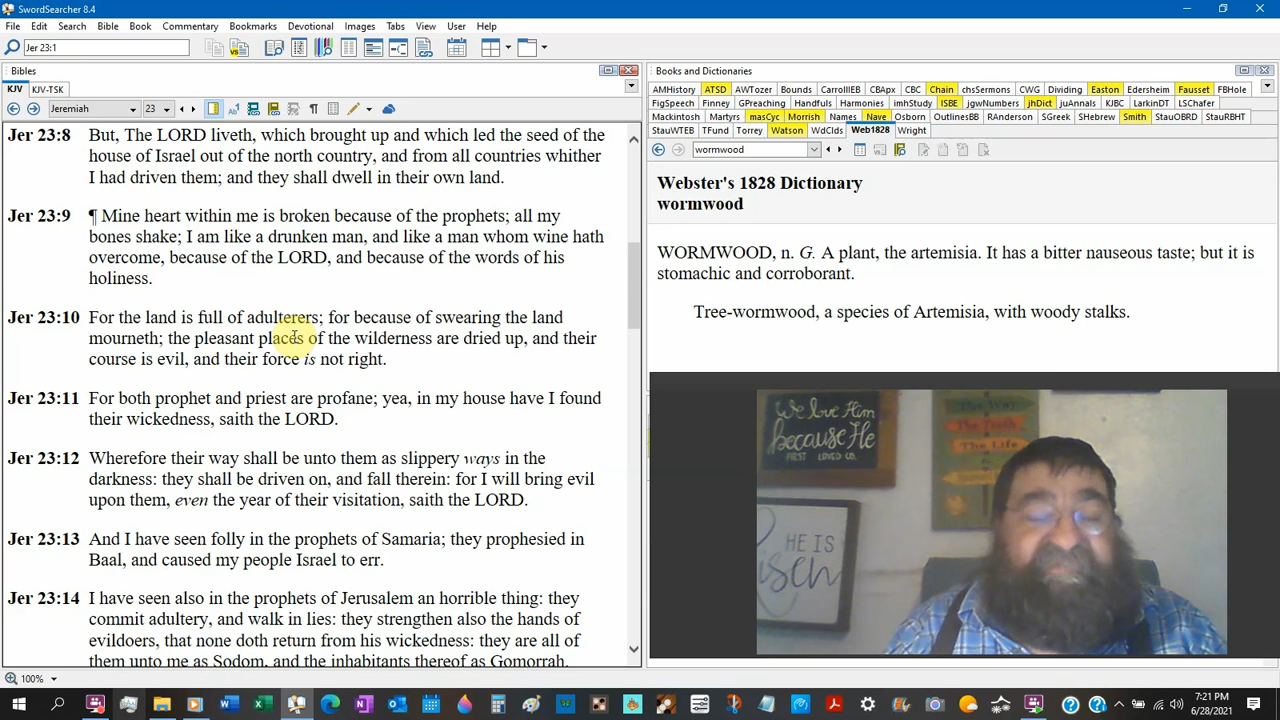 SwordSearcher 8.4
File Edit Search Bible Book Commentary Bookmarks Devotional Images Tabs View User Help
Jer 23:1
Bibles
KJV KJV-TSK
Jeremiah 23
Jer 23:8 But, The LORD liveth, which brought up and which led the seed of the
house of Israel out of the north country, and from all countries whither
I had driven them; and they shall dwell in their own land.
Jer 23:9 ¶ Mine heart within me is broken because of the prophets; all my
bones shake; I am like a drunken man, and like a man whom wine hath
overcome, because of the LORD, and because of the words of his
holiness.
Jer 23:10 For the land is full of adulterers; for because of swearing the land
mourneth; the pleasant places of the wilderness are dried up, and their
course is evil, and their force is not right.
Jer 23:11 For both prophet and priest are profane; yea, in my house have I found
their wickedness, saith the LORD.
Jer 23:12 Wherefore their way shall be unto them as slippery ways in the
darkness: they shall be driven on, and fall therein: for I will bring evil
upon them, even the year of their visitation, saith the LORD.
Jer 23:13 And I have seen folly in the prophets of Samaria; they prophesied in
Baal, and caused my people Israel to err.
Jer 23:14 I have seen also in the prophets of Jerusalem an horrible thing: they
commit adultery, and walk in lies: they strengthen also the hands of
evildoers, that none doth return from his wickedness: they are all of
them unto me as Sodom, and the inhabitants thereof as Gomorrah.
100%
Books and Dictionaries
AMHistory ATSD AWTozer Bounds CarrollIEB CBApx CBC Chain chsSermons CWG Dividing Easton Edersheim Fausset FBHole
FigSpeech Finney GPreaching Handfuls Harmonies imhStudy ISBE jgwNumbers jhDict juAnnals KJBC LarkinDT LSChafer
Mackintosh Martyrs masCyc Morrish Names Nave Osborn OutlinesBB RAnderson SGreek SHebrew Smith StauOBRD StauRBHT
StauWTEB TFund Torrey Watson WdClds Web1828 Wright
wormwood
Webster's 1828 Dictionary
wormwood
WORMWOOD, n. G. A plant, the artemisia. It has a bitter nauseous taste; but it is
stomachic and corroborant.
Tree-wormwood, a species of Artemisia, with woody stalks.
We love Him
because He
FIRST LOVED US.
The Way
The Truth
The Life
HE IS
Risen
7:21 PM
6/28/2021